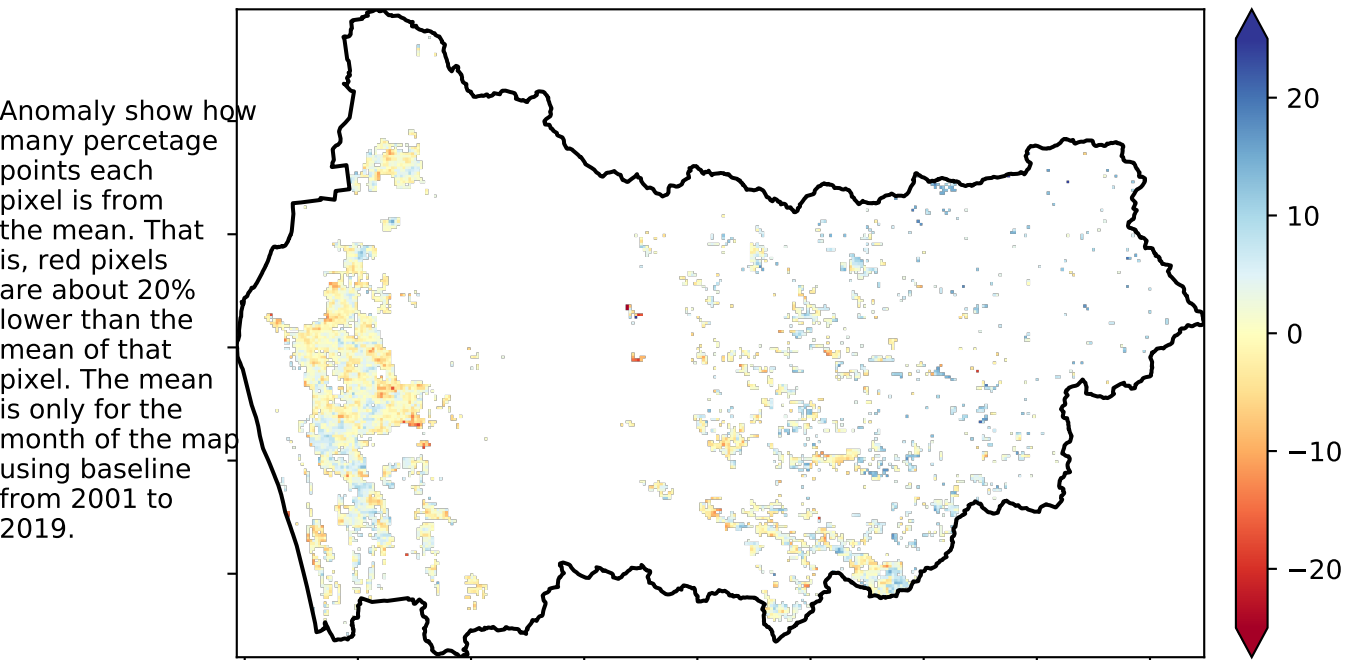 Anomaly show how
many percetage
points each
pixel is from
the mean. That
is, red pixels
are about 20%
lower than the
mean of that
pixel. The mean
is only for the
month of the map
using baseline
from 2001 to
2019.
20
10
0
−10
−20